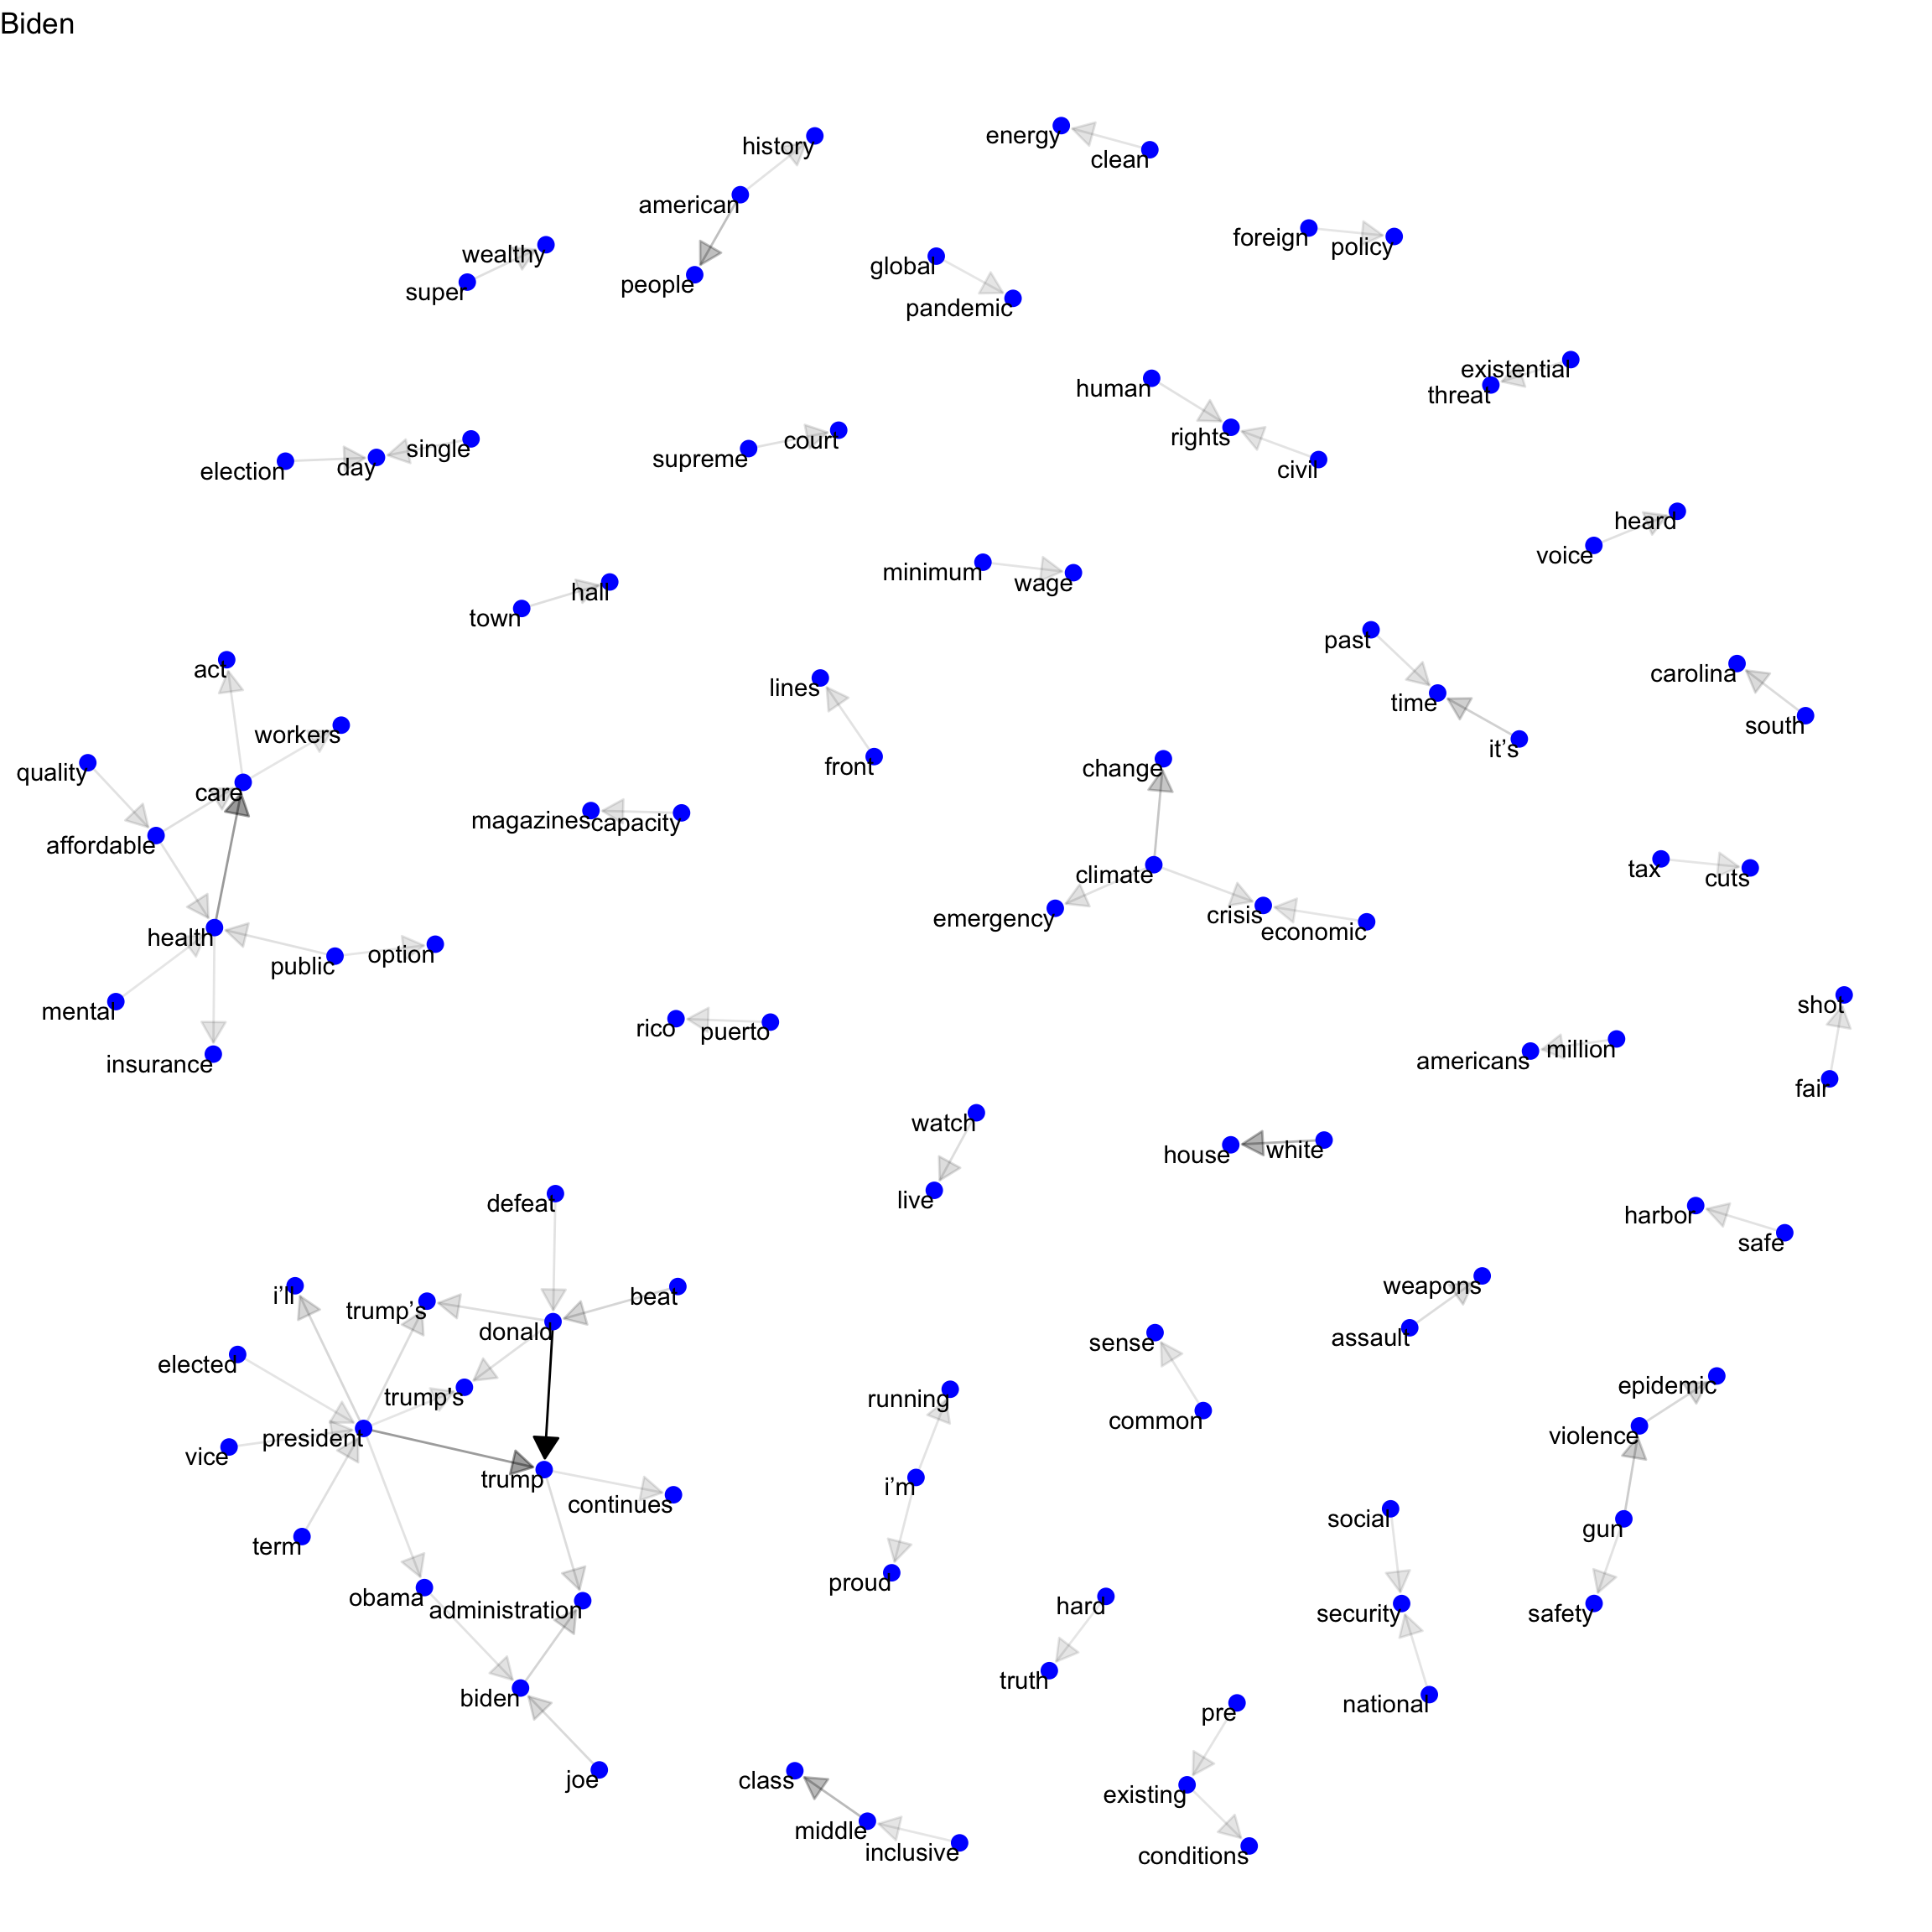 Biden
energy
history
clean
american
foreign
policy
wealthy
global
people
super
pandemic
existential
human
threat
rights
court
single
supreme
day
election
civil
heard
voice
minimum
wage
hall
town
past
act
carolina
lines
time
south
workers
it’s
front
change
quality
care
magazines
capacity
affordable
tax
climate
cuts
crisis
emergency
economic
health
option
public
shot
mental
rico
puerto
million
americans
insurance
fair
watch
white
house
live
defeat
harbor
safe
weapons
i’ll
beat
trump’s
donald
assault
sense
elected
epidemic
trump's
running
common
president
violence
vice
trump
i’m
continues
social
gun
term
proud
obama
hard
administration
security
safety
truth
biden
national
pre
joe
class
existing
middle
inclusive
conditions